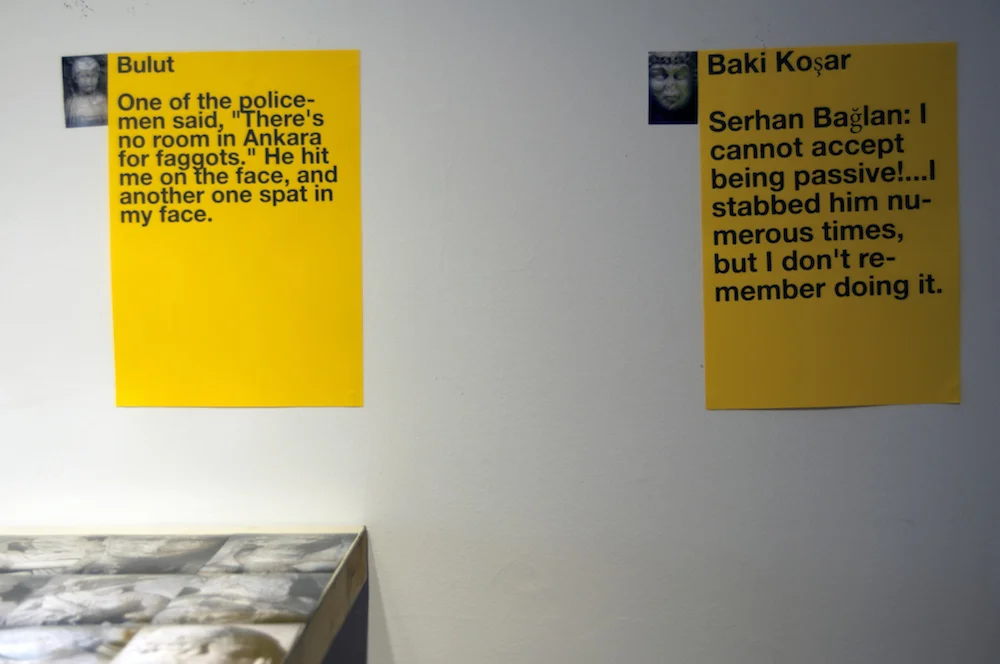 Bulut
One of the police-
men said, "There's
no room in Ankara
for faggots." He hit
me on the face, and
another one spat in
my face.
Baki Koşar
Serhan Bağlan: I
cannot accept
being passive!...I
stabbed him nu-
merous times,
but I don't re-
member doing it.